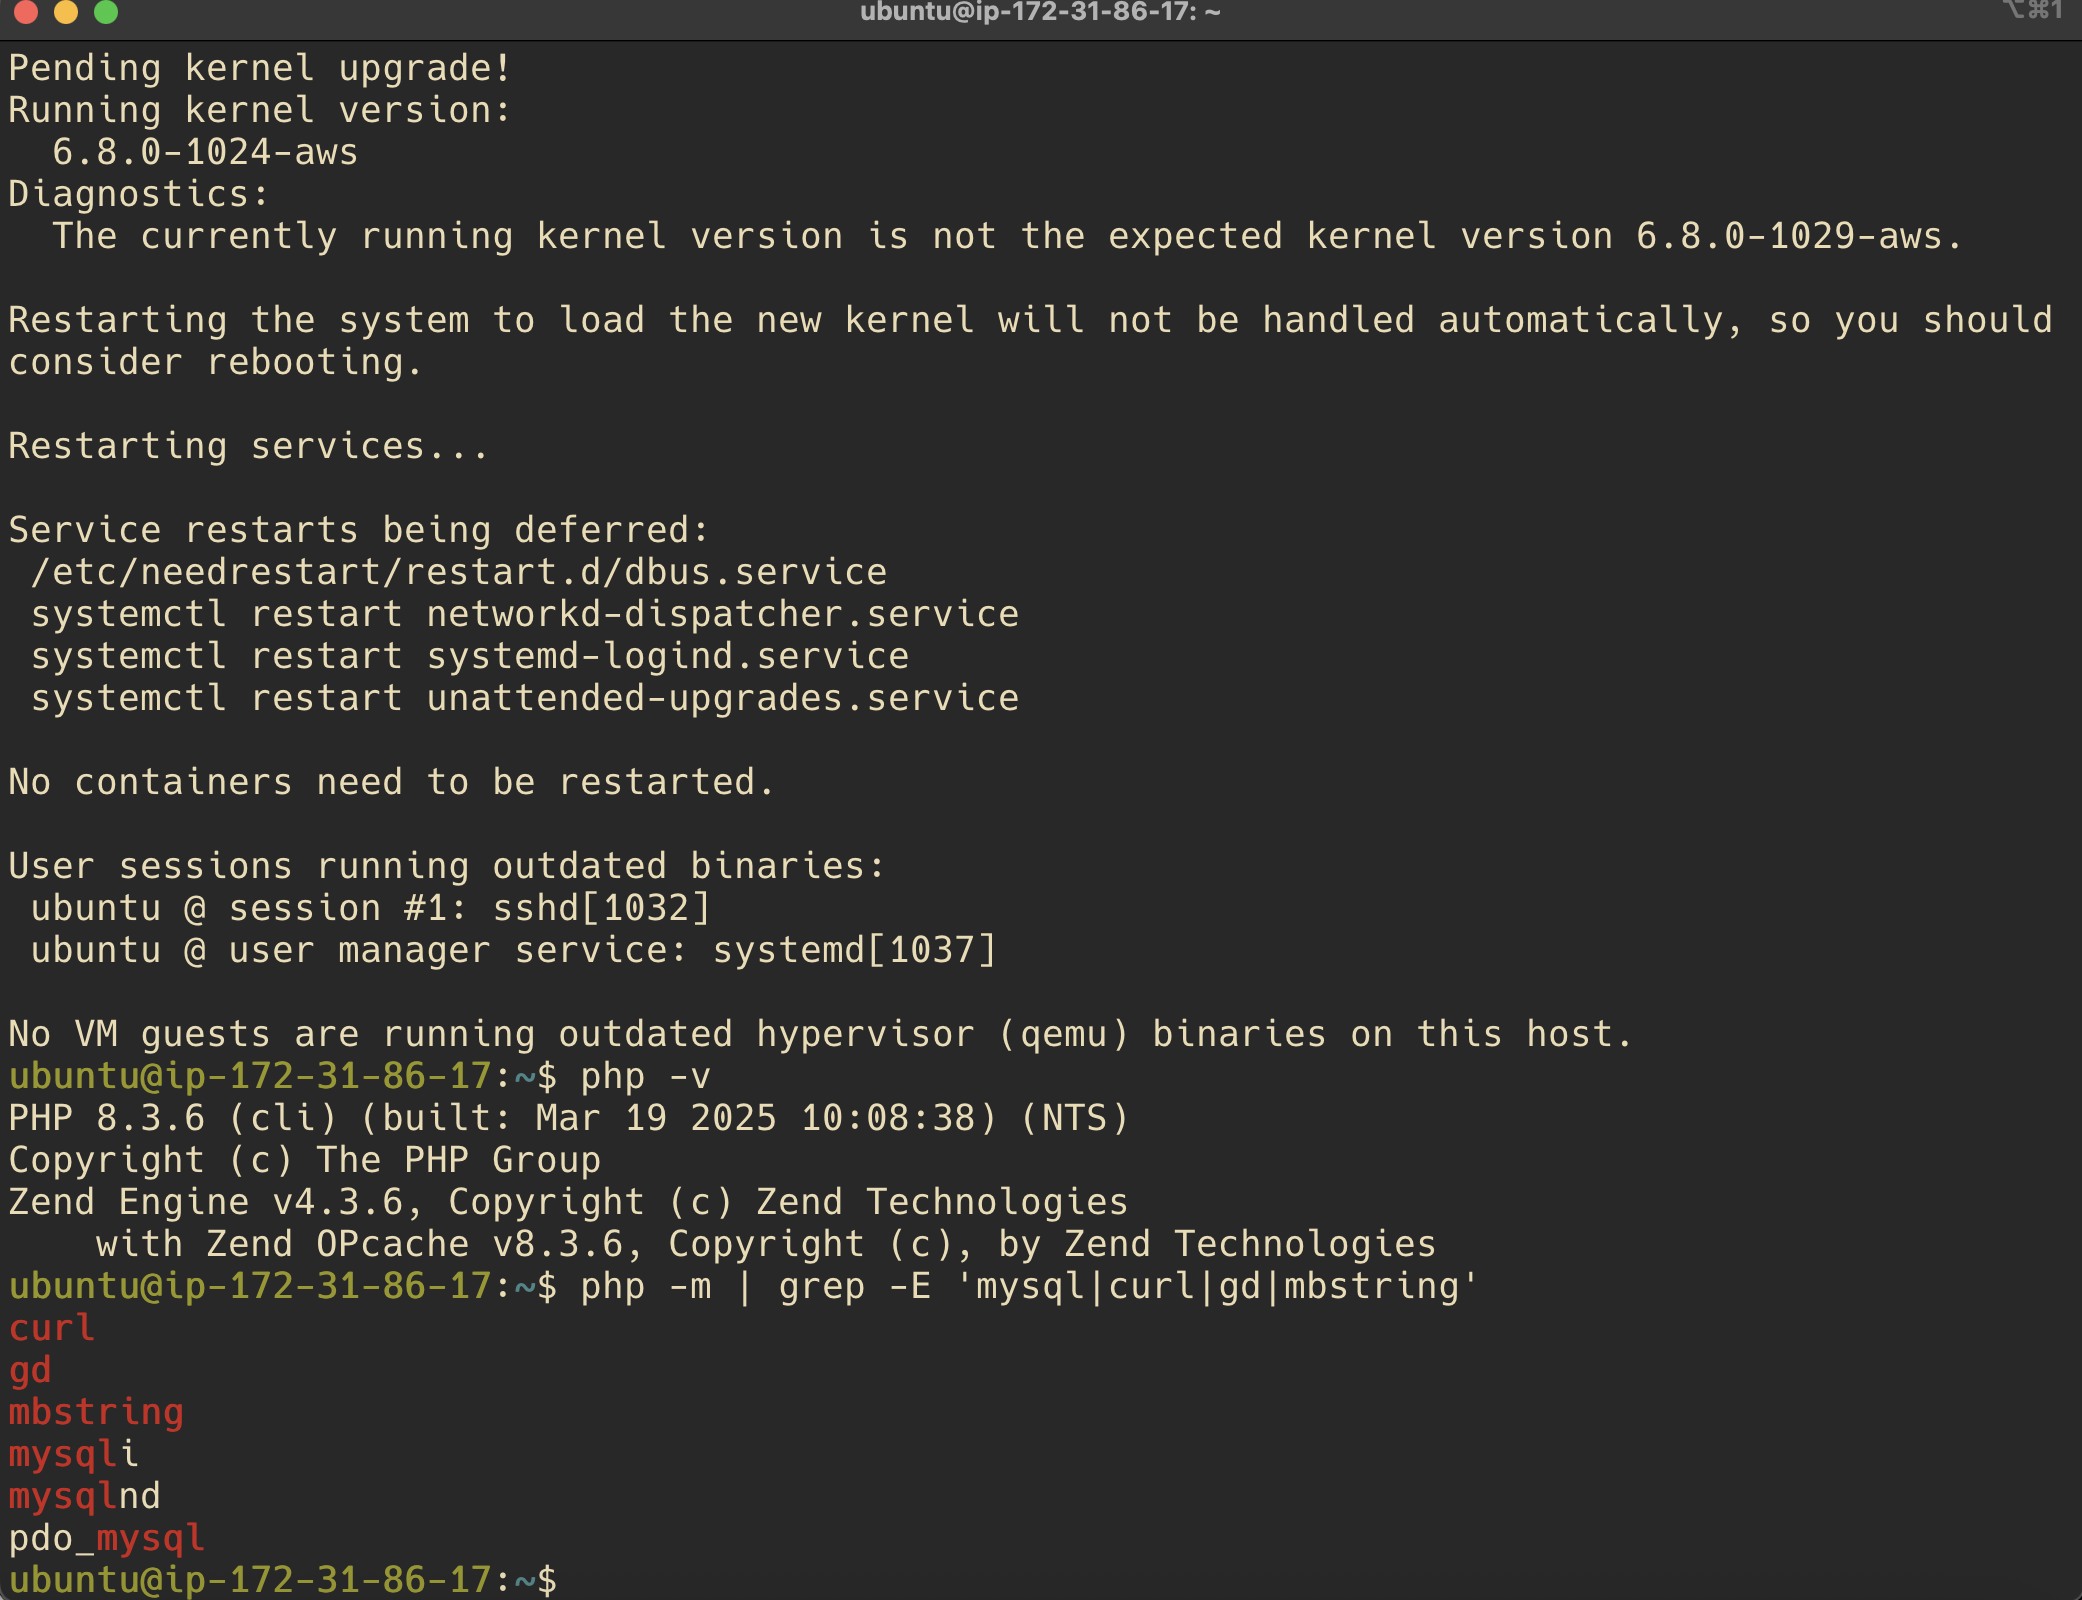 ubuntu@ip-172-31-86-17: ~
⌥⌘1
Pending kernel upgrade!
Running kernel version:
  6.8.0-1024-aws
Diagnostics:
  The currently running kernel version is not the expected kernel version 6.8.0-1029-aws.
Restarting the system to load the new kernel will not be handled automatically, so you should
consider rebooting.
Restarting services...
Service restarts being deferred:
 /etc/needrestart/restart.d/dbus.service
 systemctl restart networkd-dispatcher.service
 systemctl restart systemd-logind.service
 systemctl restart unattended-upgrades.service
No containers need to be restarted.
User sessions running outdated binaries:
 ubuntu @ session #1: sshd[1032]
 ubuntu @ user manager service: systemd[1037]
No VM guests are running outdated hypervisor (qemu) binaries on this host.
ubuntu@ip-172-31-86-17:~$ php -v
PHP 8.3.6 (cli) (built: Mar 19 2025 10:08:38) (NTS)
Copyright (c) The PHP Group
Zend Engine v4.3.6, Copyright (c) Zend Technologies
    with Zend OPcache v8.3.6, Copyright (c), by Zend Technologies
ubuntu@ip-172-31-86-17:~$ php -m | grep -E 'mysql|curl|gd|mbstring'
curl
gd
mbstring
mysqli
mysqlnd
pdo_mysql
ubuntu@ip-172-31-86-17:~$